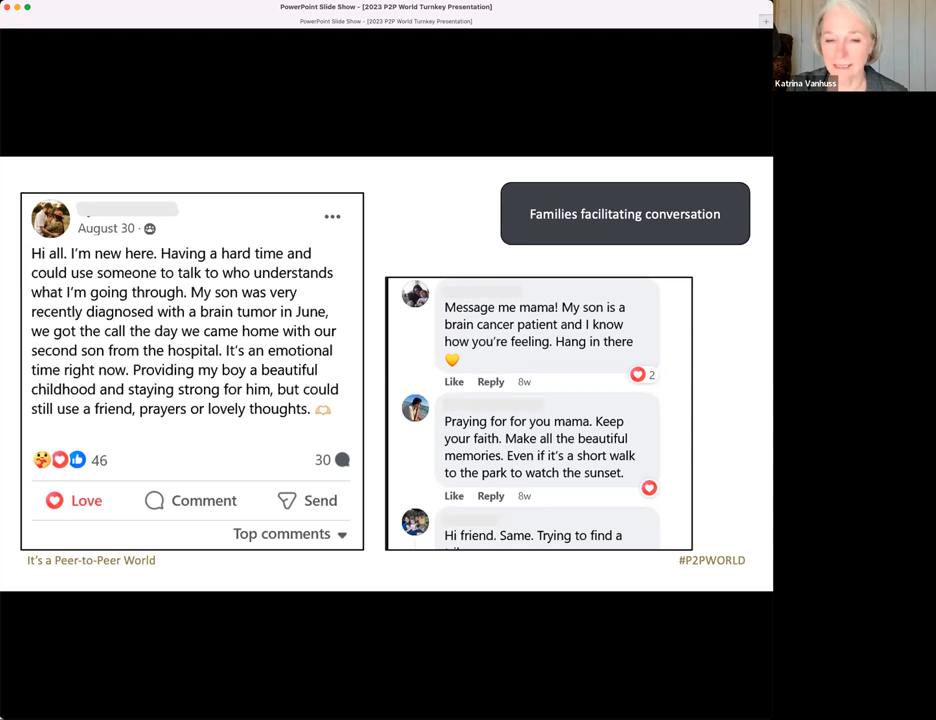 PowerPoint Slide Show - [2023 P2P World Turnkey Presentation]
PowerPoint Slide Show - [2023 P2P World Turnkey Presentation]
Katrina Vanhuss
August 30 ·
Hi all. I'm new here. Having a hard time and
could use someone to talk to who understands
what I'm going through. My son was very
recently diagnosed with a brain tumor in June,
we got the call the day we came home with our
second son from the hospital. It's an emotional
time right now. Providing my boy a beautiful
childhood and staying strong for him, but could
still use a friend, prayers or lovely thoughts. 🫶🏻
46
30
Love
Comment
Send
Top comments
Families facilitating conversation
Message me mama! My son is a
brain cancer patient and I know
how you're feeling. Hang in there
💛
Like Reply 8w
2
Praying for for you mama. Keep
your faith. Make all the beautiful
memories. Even if it's a short walk
to the park to watch the sunset.
Like Reply 8w
Hi friend. Same. Trying to find a
It's a Peer-to-Peer World
#P2PWORLD